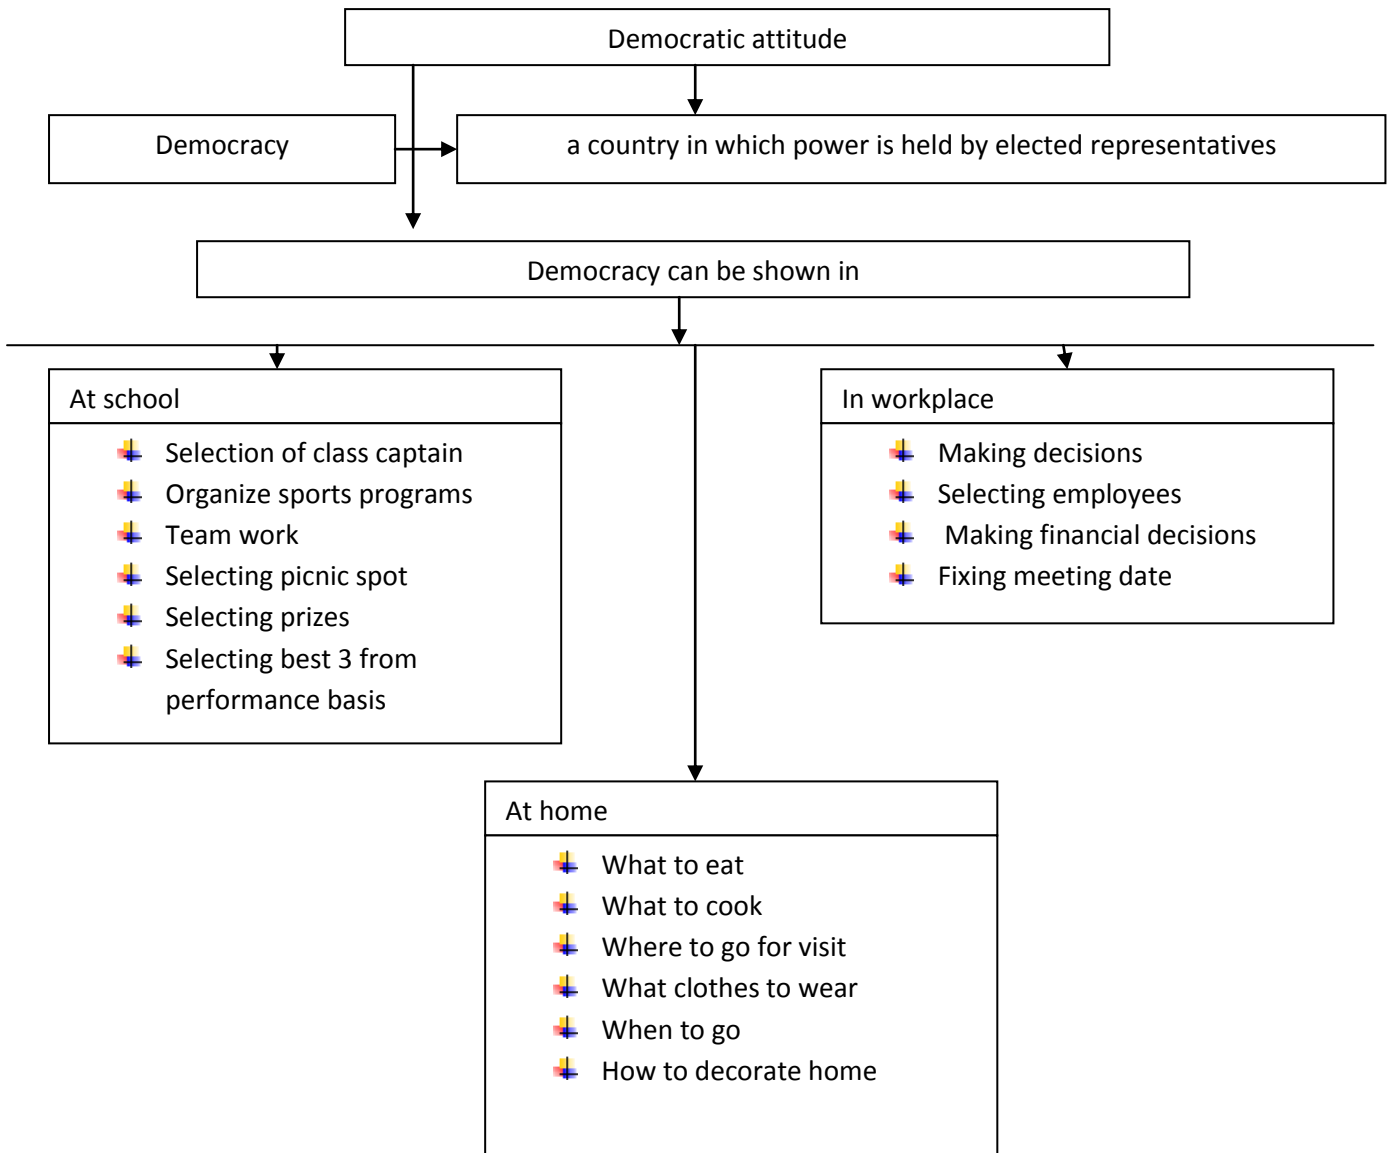 Democratic attitude
Democracy
a country in which power is held by elected representatives
Democracy can be shown in
At school
Selection of class captain
Organize sports programs
Team work
Selecting picnic spot
Selecting prizes
Selecting best 3 from
performance basis
In workplace
Making decisions
Selecting employees
Making financial decisions
Fixing meeting date
At home
What to eat
What to cook
Where to go for visit
What clothes to wear
When to go
How to decorate home